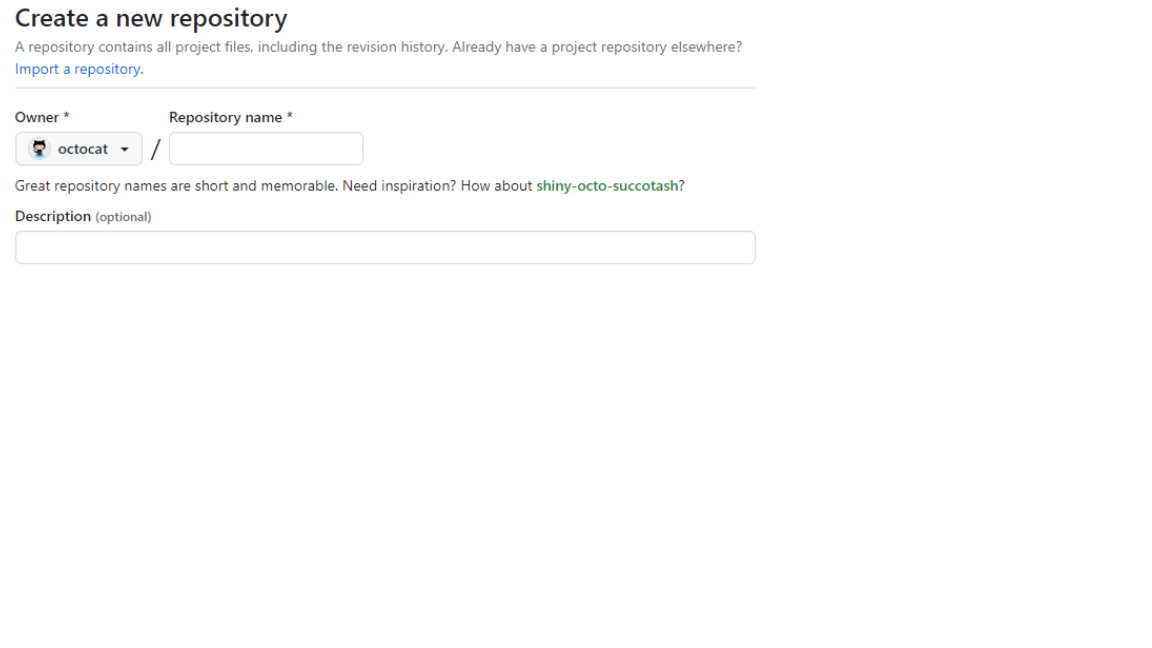 Create a new repository
A repository contains all project files, including the revision history. Already have a project repository elsewhere?
Import a repository.
Owner * Repository name *
octocat /
Great repository names are short and memorable. Need inspiration? How about shiny-octo-succotash?
Description (optional)